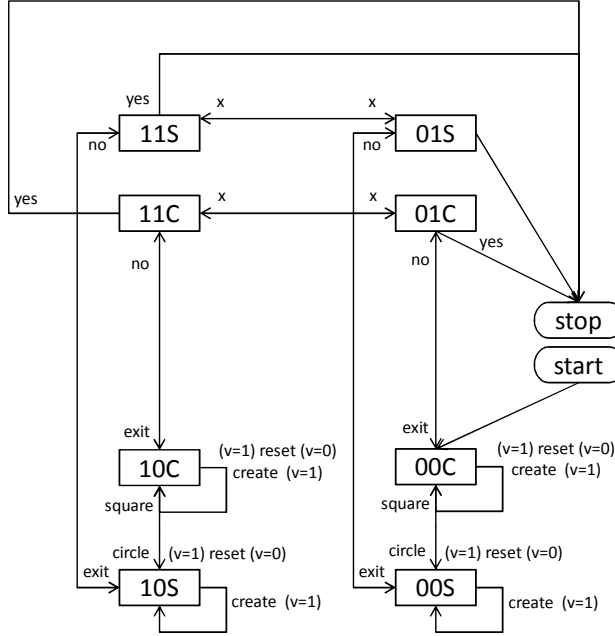 yes x x
11S 01S
no no
yes 11C x x 01C yes
no no
stop
start
exit (v=1) reset (v=0) exit (v=1) reset (v=0)
10C create (v=1) 00C create (v=1)
square square
circle (v=1) reset (v=0) circle (v=1) reset (v=0)
exit 10S exit 00S
create (v=1) create (v=1)